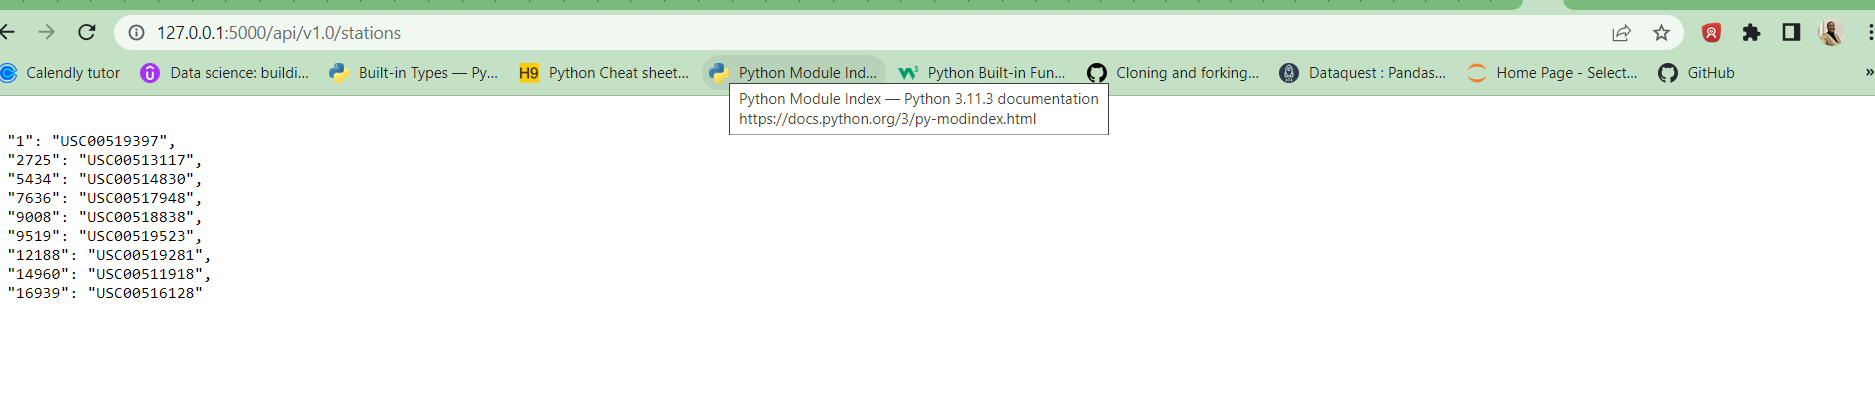 127.0.0.1:5000/api/v1.0/stations
Calendly tutor Data science: buildi... Built-in Types — Py... H9 Python Cheat sheet... Python Module Ind... W3 Python Built-in Fun... Cloning and forking... Dataquest : Pandas... Home Page - Select... GitHub »
Python Module Index — Python 3.11.3 documentation
https://docs.python.org/3/py-modindex.html
"1": "USC00519397",
"2725": "USC00513117",
"5434": "USC00514830",
"7636": "USC00517948",
"9008": "USC00518838",
"9519": "USC00519523",
"12188": "USC00519281",
"14960": "USC00511918",
"16939": "USC00516128"